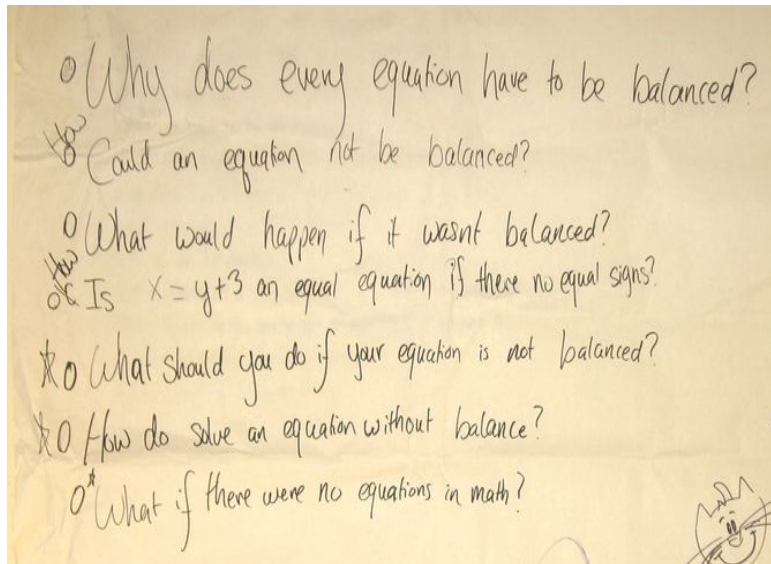 O Why does every equation have to be balanced?
How
O Could an equation not be balanced?
O What would happen if it wasnt balanced?
How
Is x = y+3 an equal equation if there no equal signs?
*O What should you do if your equation is not balanced?
*O How do solve an equation without balance?
O* What if there were no equations in math?